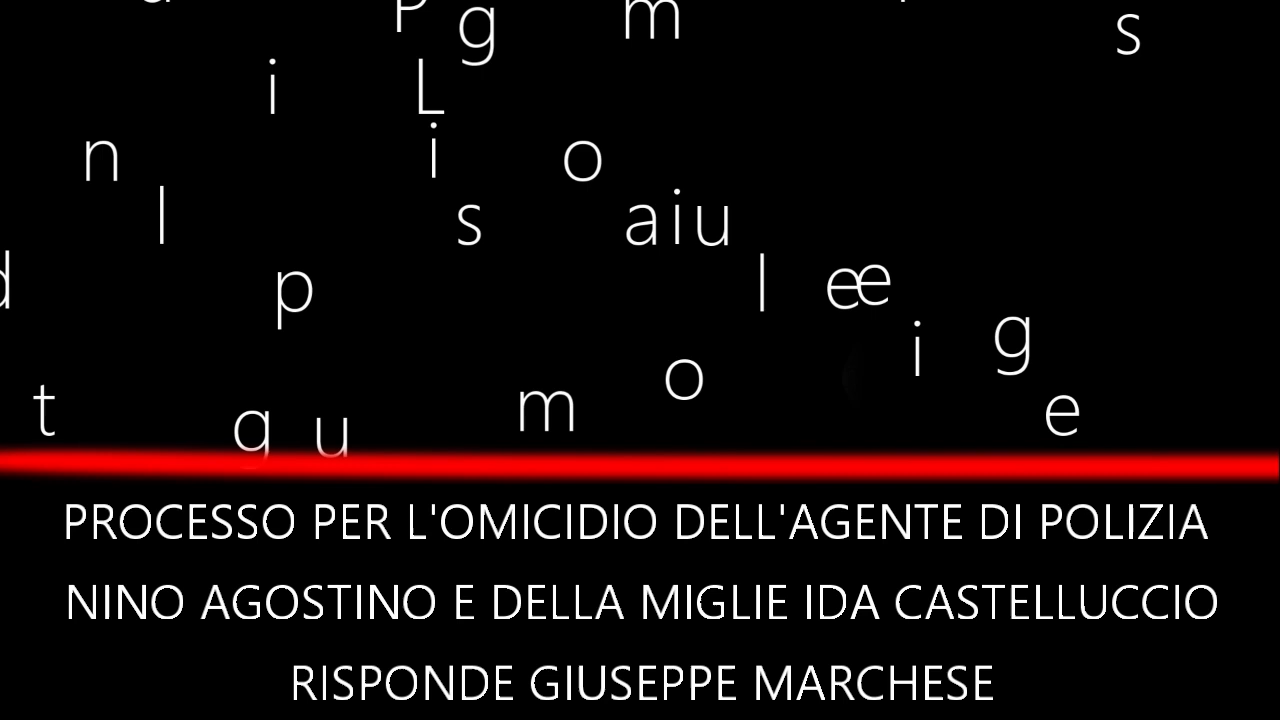 PROCESSO PER L'OMICIDIO DELL'AGENTE DI POLIZIA
NINO AGOSTINO E DELLA MIGLIE IDA CASTELLUCCIO
RISPONDE GIUSEPPE MARCHESE